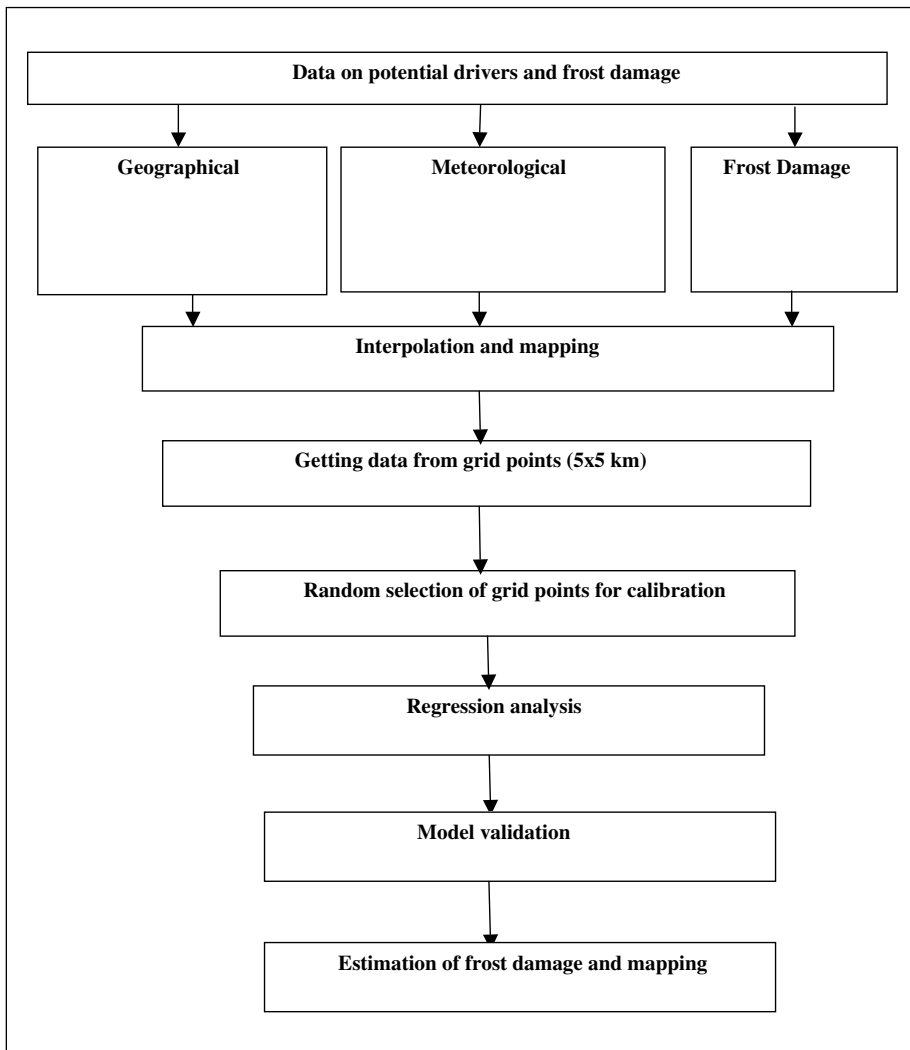 Data on potential drivers and frost damage
Geographical
Meteorological
Frost Damage
Interpolation and mapping
Getting data from grid points (5x5 km)
Random selection of grid points for calibration
Regression analysis
Model validation
Estimation of frost damage and mapping